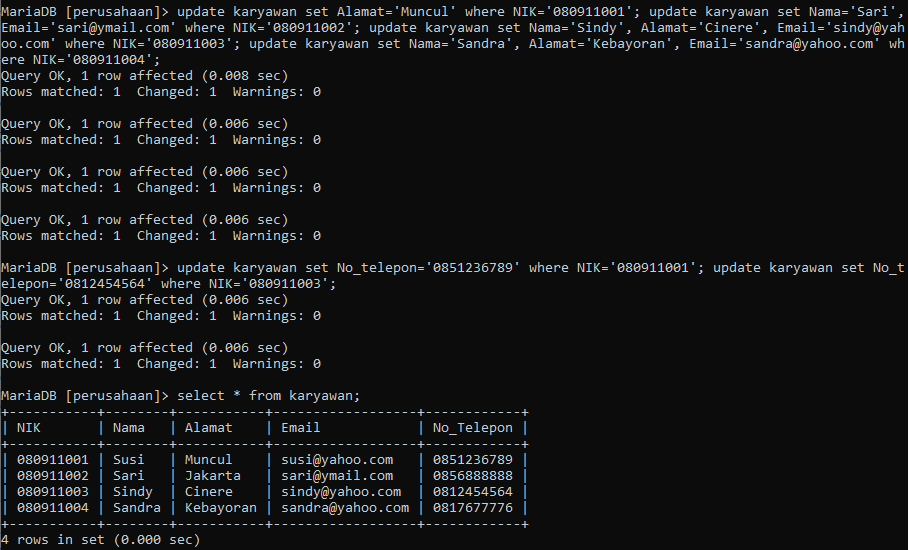 MariaDB [perusahaan]> update karyawan set Alamat='Muncul' where NIK='080911001'; update karyawan set Nama='Sari',
Email='sari@ymail.com' where NIK='080911002'; update karyawan set Nama='Sindy', Alamat='Cinere', Email='sindy@yah
oo.com' where NIK='080911003'; update karyawan set Nama='Sandra', Alamat='Kebayoran', Email='sandra@yahoo.com' wh
ere NIK='080911004';
Query OK, 1 row affected (0.008 sec)
Rows matched: 1  Changed: 1  Warnings: 0

Query OK, 1 row affected (0.006 sec)
Rows matched: 1  Changed: 1  Warnings: 0

Query OK, 1 row affected (0.006 sec)
Rows matched: 1  Changed: 1  Warnings: 0

Query OK, 1 row affected (0.006 sec)
Rows matched: 1  Changed: 1  Warnings: 0

MariaDB [perusahaan]> update karyawan set No_telepon='0851236789' where NIK='080911001'; update karyawan set No_t
elepon='0812454564' where NIK='080911003';
Query OK, 1 row affected (0.006 sec)
Rows matched: 1  Changed: 1  Warnings: 0

Query OK, 1 row affected (0.006 sec)
Rows matched: 1  Changed: 1  Warnings: 0

MariaDB [perusahaan]> select * from karyawan;
+-----------+--------+-----------+------------------+------------+
| NIK       | Nama   | Alamat    | Email            | No_Telepon |
+-----------+--------+-----------+------------------+------------+
| 080911001 | Susi   | Muncul    | susi@yahoo.com   | 0851236789 |
| 080911002 | Sari   | Jakarta   | sari@ymail.com   | 0856888888 |
| 080911003 | Sindy  | Cinere    | sindy@yahoo.com  | 0812454564 |
| 080911004 | Sandra | Kebayoran | sandra@yahoo.com | 0817677776 |
+-----------+--------+-----------+------------------+------------+
4 rows in set (0.000 sec)